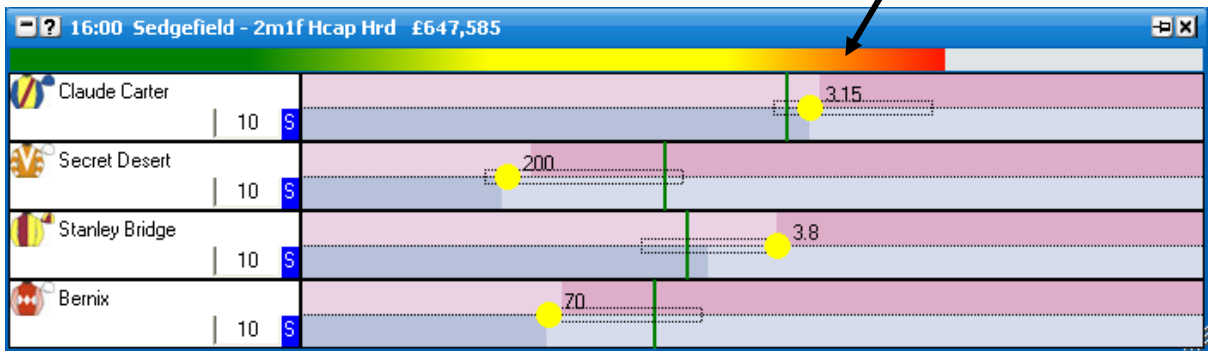 16:00 Sedgefield - 2m1f Hcap Hrd £647,585
Claude Carter
3.15
10 S
Secret Desert
200
10 S
Stanley Bridge
3.8
10 S
Bernix
70
10 S